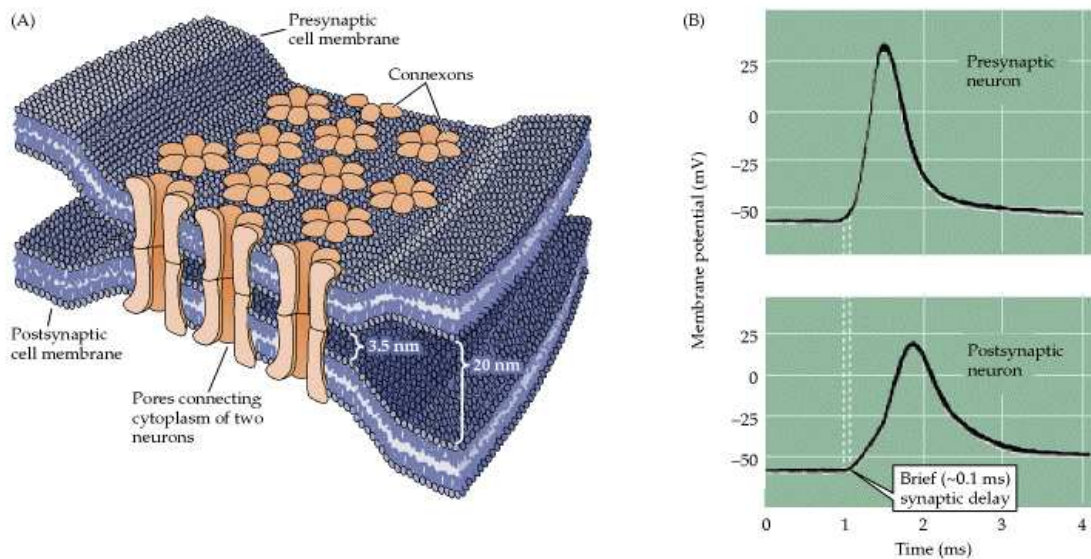 (A)
Presynaptic
cell membrane
Connexons
Postsynaptic
cell membrane
3.5 nm
20 nm
Pores connecting
cytoplasm of two
neurons
(B)
Membrane potential (mV)
25
0
−25
−50
Presynaptic
neuron
25
0
−25
−50
Postsynaptic
neuron
Brief (~0.1 ms)
synaptic delay
0
1
2
3
4
Time (ms)